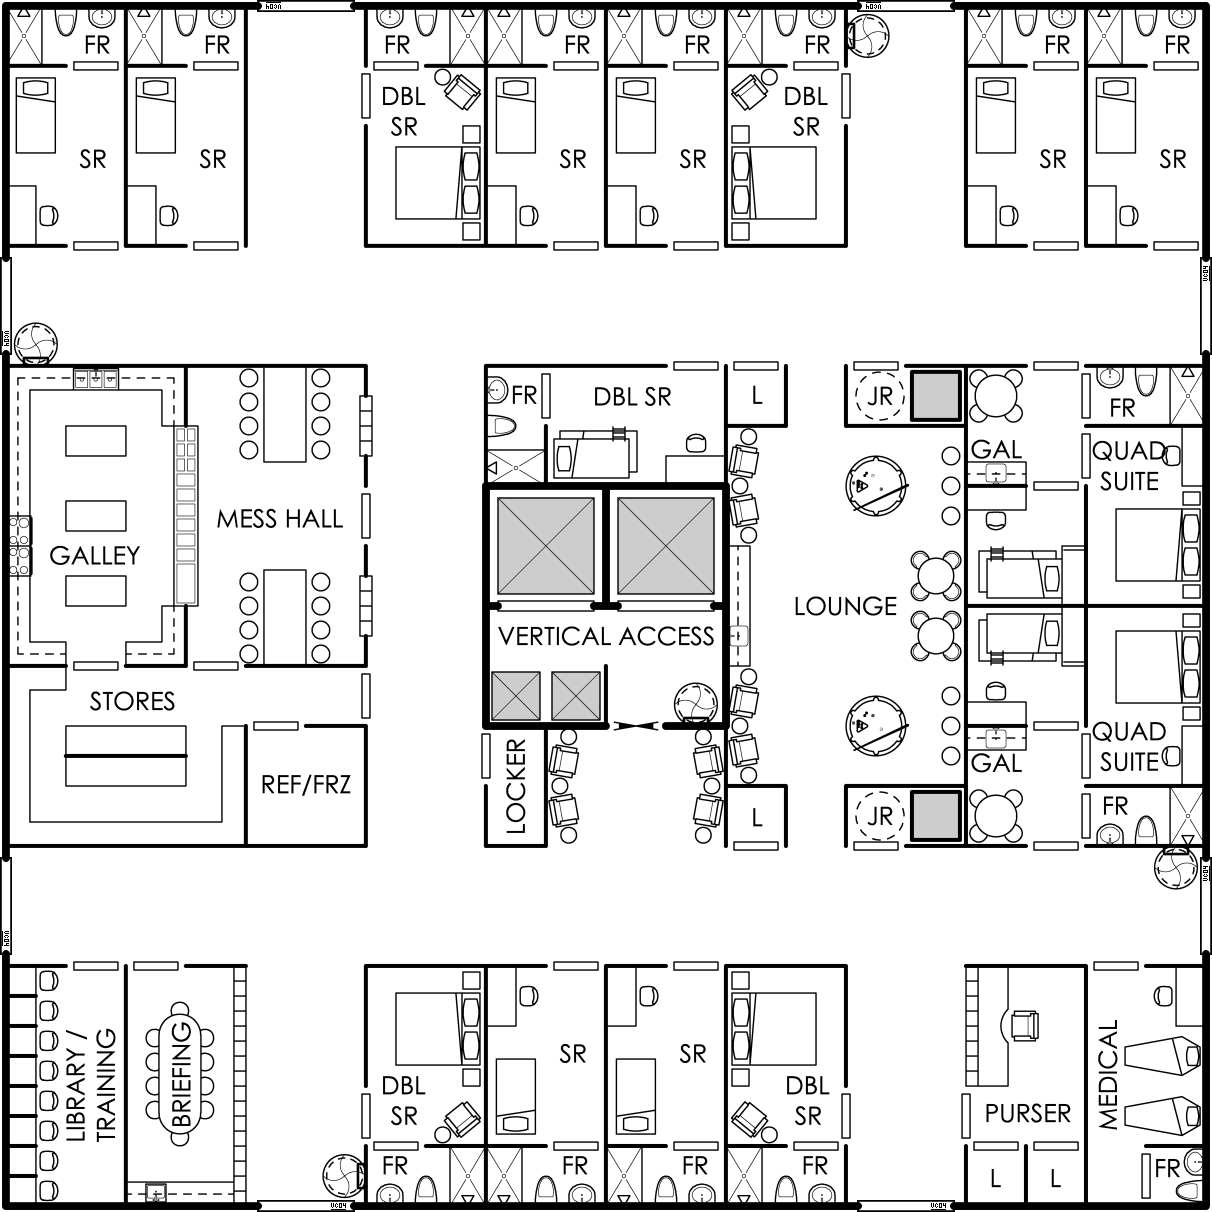 FR
FR
FR
FR
FR
FR
FR
FR
DBL
SR
DBL
SR
SR
SR
SR
SR
SR
SR
FR
DBL SR
L
JR
FR
GAL
QUAD
SUITE
MESS HALL
GALLEY
LOUNGE
VERTICAL ACCESS
STORES
REF/FRZ
LOCKER
GAL
QUAD
SUITE
L
JR
FR
LIBRARY /
TRAINING
BRIEFING
DBL
SR
SR
SR
DBL
SR
PURSER
MEDICAL
FR
FR
FR
FR
L
L
FR